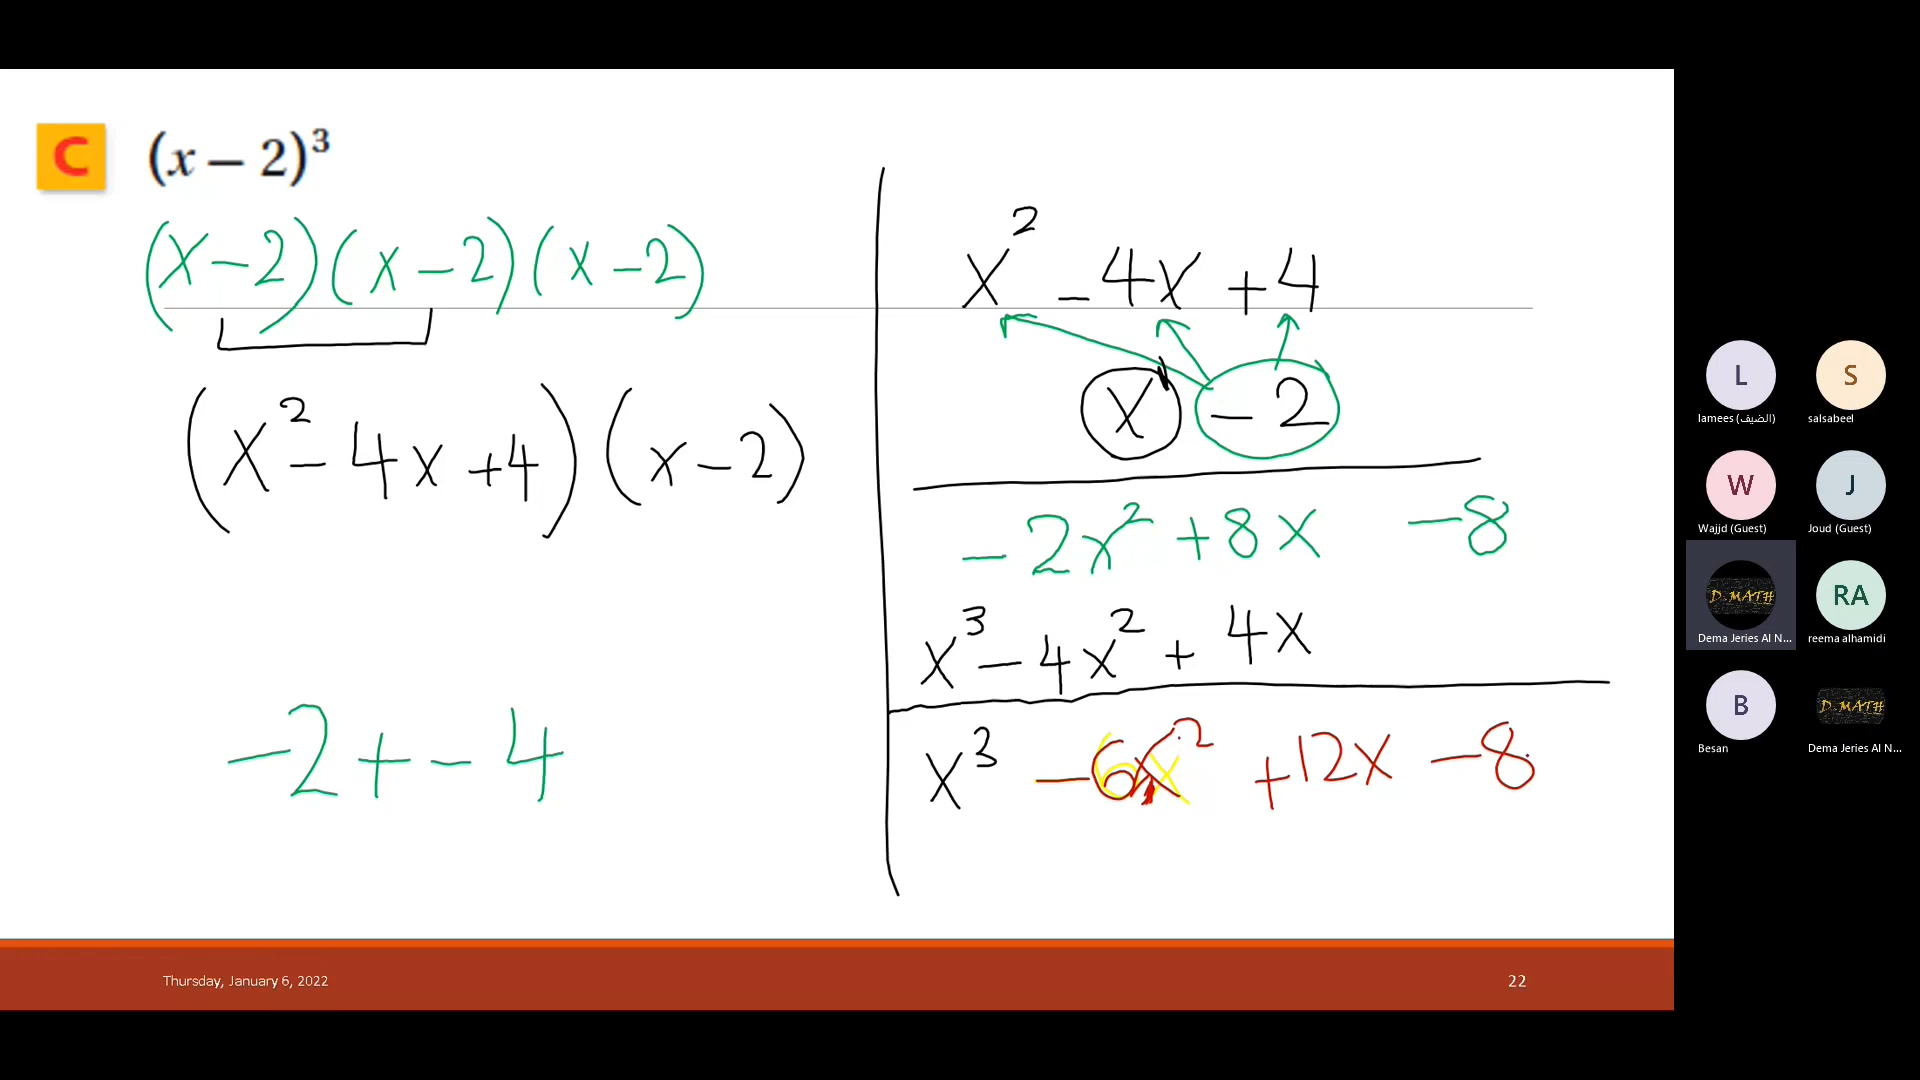 C (x − 2)³
(x − 2)(x − 2)(x − 2)
(x² − 4x + 4)(x − 2)
−2 + −4
x² − 4x + 4
x − 2
−2x² + 8x − 8
x³ − 4x² + 4x
x³ − 6x² + 12x − 8
Thursday, January 6, 2022
22
L
lamees (الضيف)
S
salsabeel
W
Wajjd (Guest)
J
Joud (Guest)
D.MATH
Dema Jeries Al N...
RA
reema alhamidi
B
Besan
D.MATH
Dema Jeries Al N...